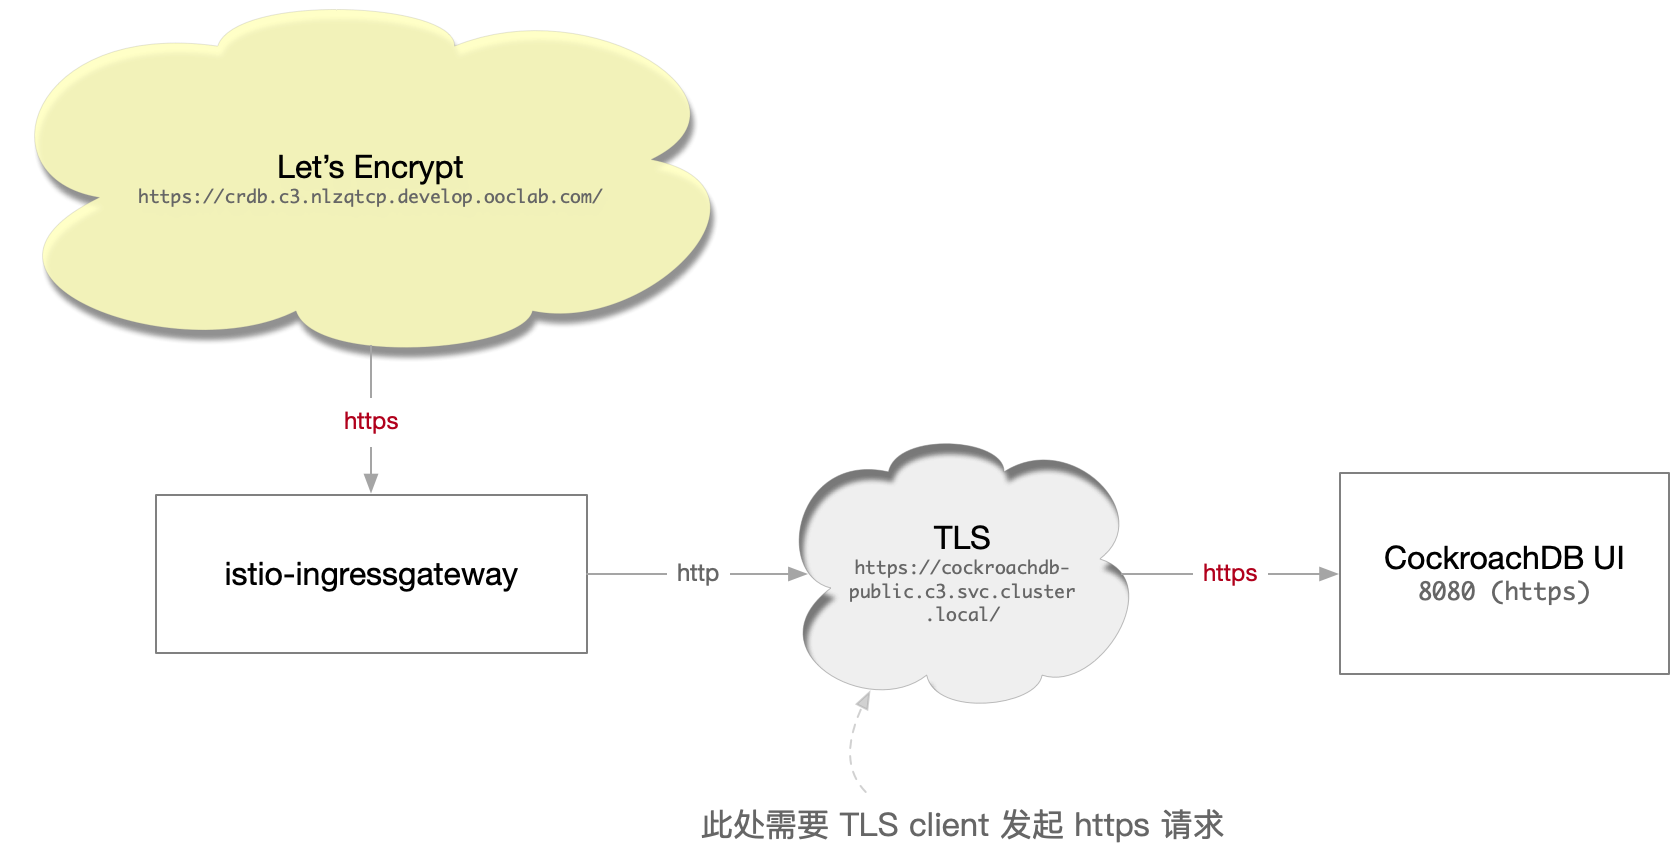 Let’s Encrypt
https://crdb.c3.nlzqtcp.develop.ooclab.com/
https
istio-ingressgateway
http
TLS
https://cockroachdb-
public.c3.svc.cluster
.local/
https
CockroachDB UI
8080 (https)
此处需要 TLS client 发起 https 请求